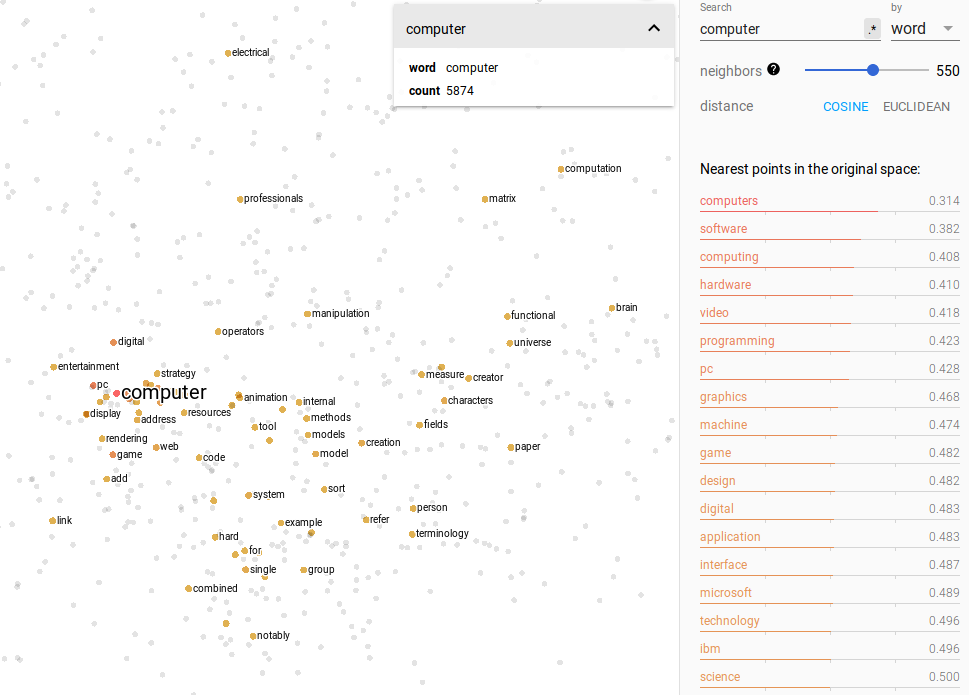 computer
word computer
count 5874
electrical
computation
professionals
matrix
manipulation
functional
brain
operators
universe
digital
entertainment
strategy
measure
creator
pc
computer
animation
internal
characters
display
address
resources
methods
fields
tool
rendering
web
models
creation
paper
game
code
model
add
system
sort
person
link
example
refer
terminology
hard
for
single
group
combined
notably
Search
by
computer .* word
neighbors ? 550
distance COSINE EUCLIDEAN
Nearest points in the original space:
computers 0.314
software 0.382
computing 0.408
hardware 0.410
video 0.418
programming 0.423
pc 0.428
graphics 0.468
machine 0.474
game 0.482
design 0.482
digital 0.483
application 0.483
interface 0.487
microsoft 0.489
technology 0.496
ibm 0.496
science 0.500